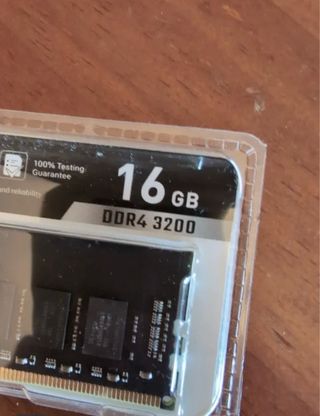 100% Testing
Guarantee
and reliability
16 GB
DDR4 3200